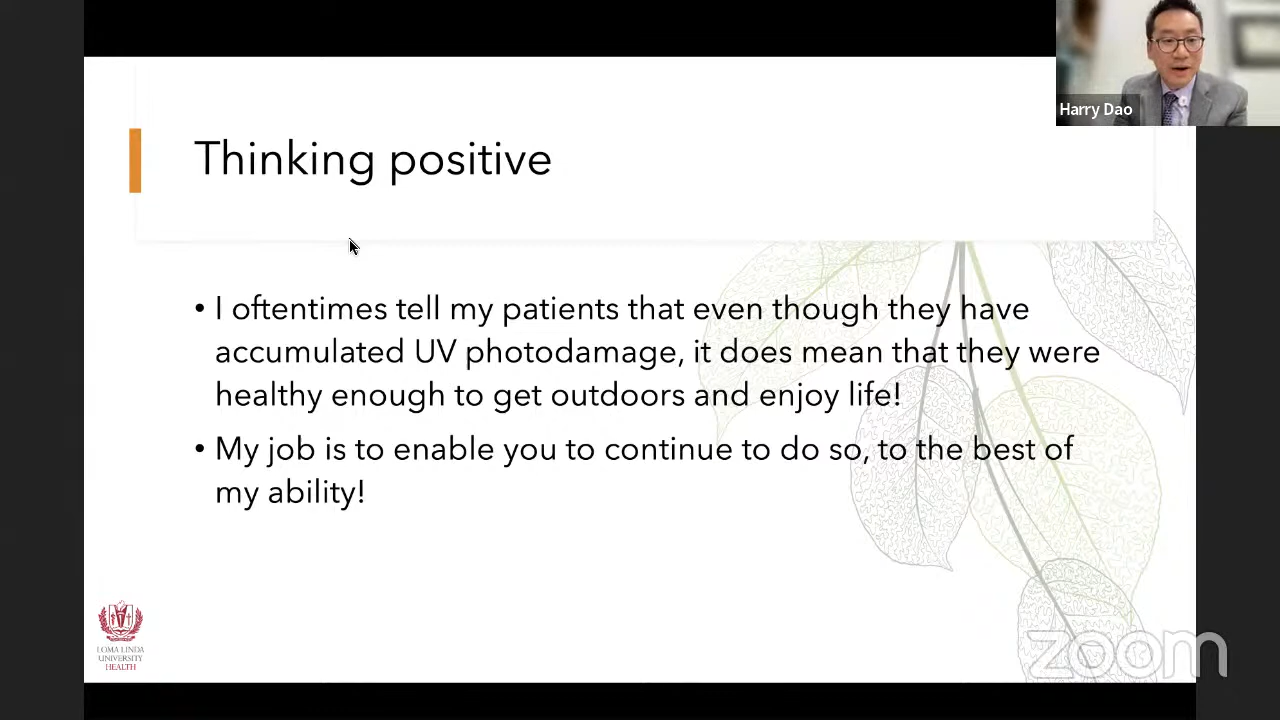 Harry Dao
Thinking positive
• I oftentimes tell my patients that even though they have
accumulated UV photodamage, it does mean that they were
healthy enough to get outdoors and enjoy life!
• My job is to enable you to continue to do so, to the best of
my ability!
LOMA LINDA
UNIVERSITY
HEALTH
zoom